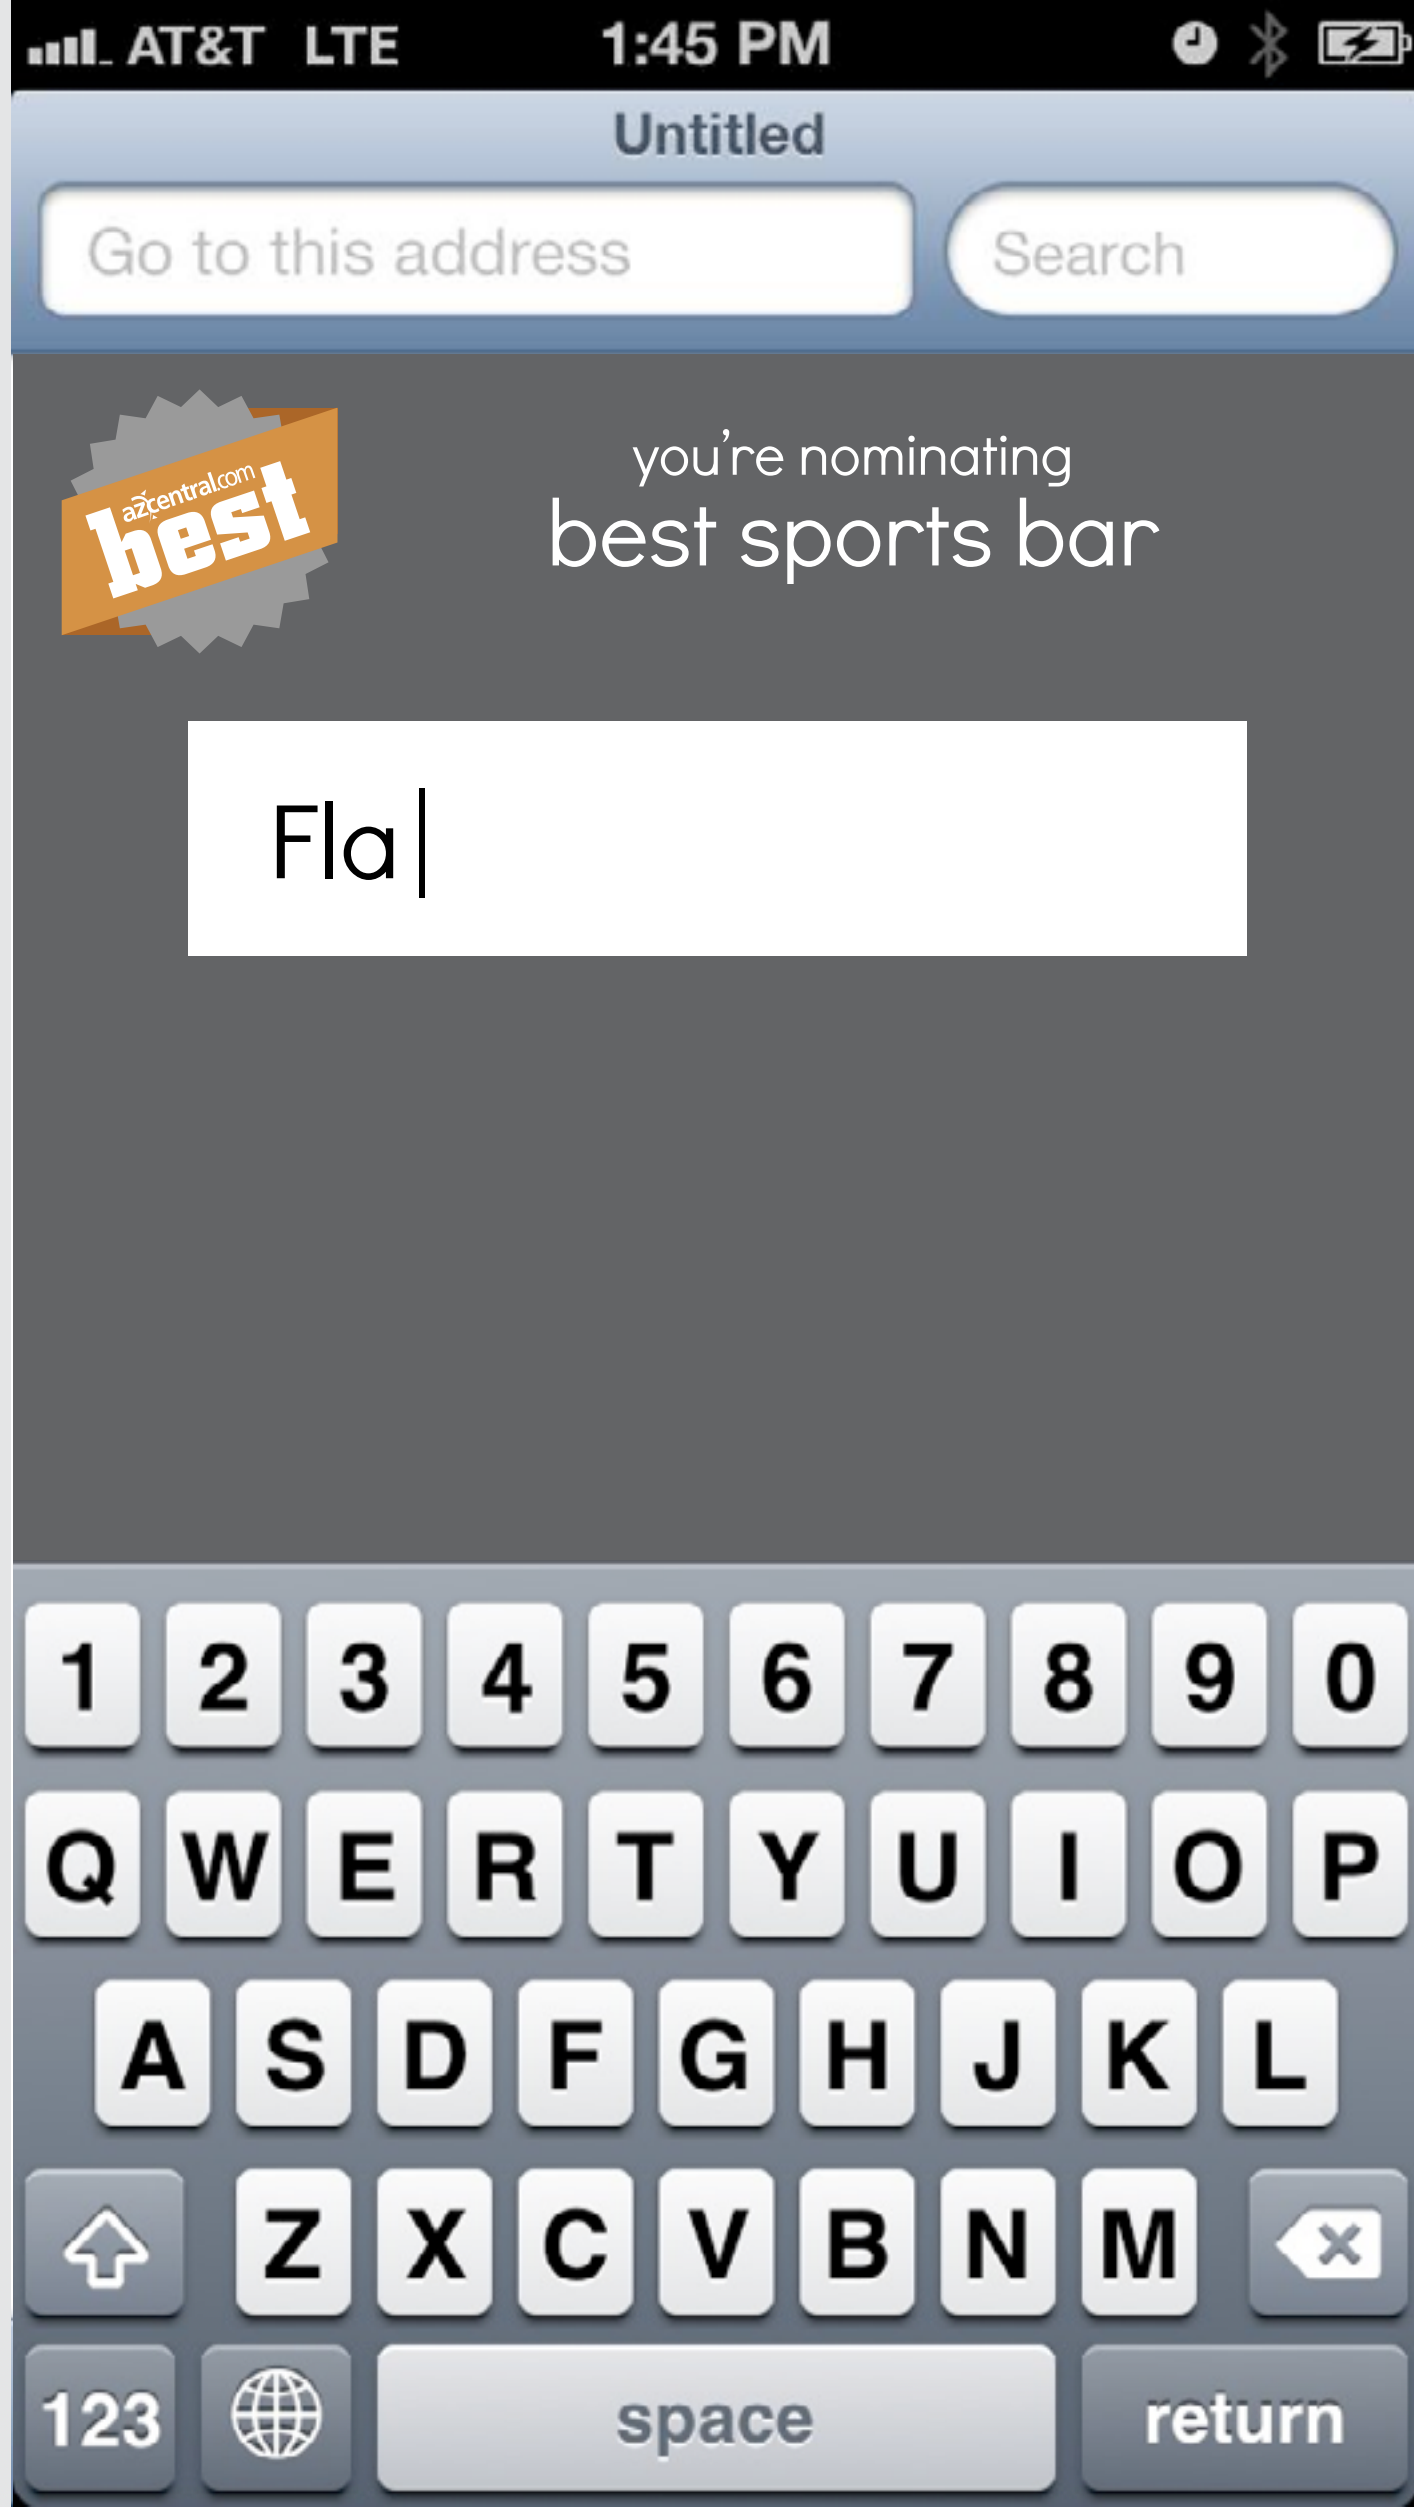 AT&T LTE 1:45 PM
Untitled
Go to this address Search
azcentral.com
best
you're nominating
best sports bar
Fla
1 2 3 4 5 6 7 8 9 0
Q W E R T Y U I O P
A S D F G H J K L
Z X C V B N M
123 space return